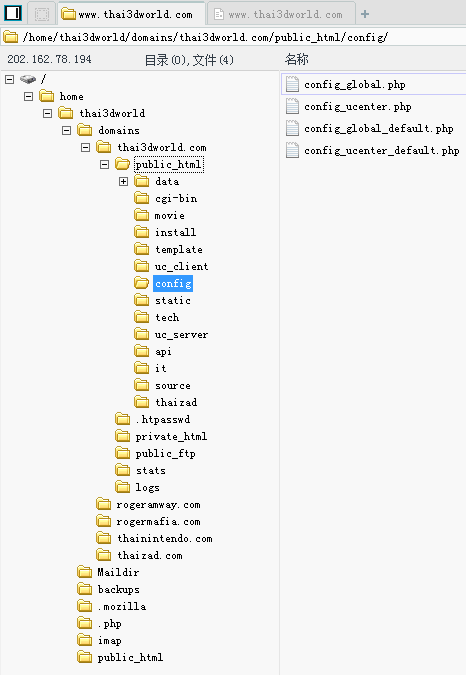 www.thai3dworld.com
www.thai3dworld.com
/home/thai3dworld/domains/thai3dworld.com/public_html/config/
202.162.78.194
目录(0),文件(4)
名称
/
home
thai3dworld
domains
thai3dworld.com
public_html
data
cgi-bin
movie
install
template
uc_client
config
static
tech
uc_server
api
it
source
thaizad
.htpasswd
private_html
public_ftp
stats
logs
rogeramway.com
rogermafia.com
thainintendo.com
thaizad.com
Maildir
backups
.mozilla
.php
imap
public_html
config_global.php
config_ucenter.php
config_global_default.php
config_ucenter_default.php